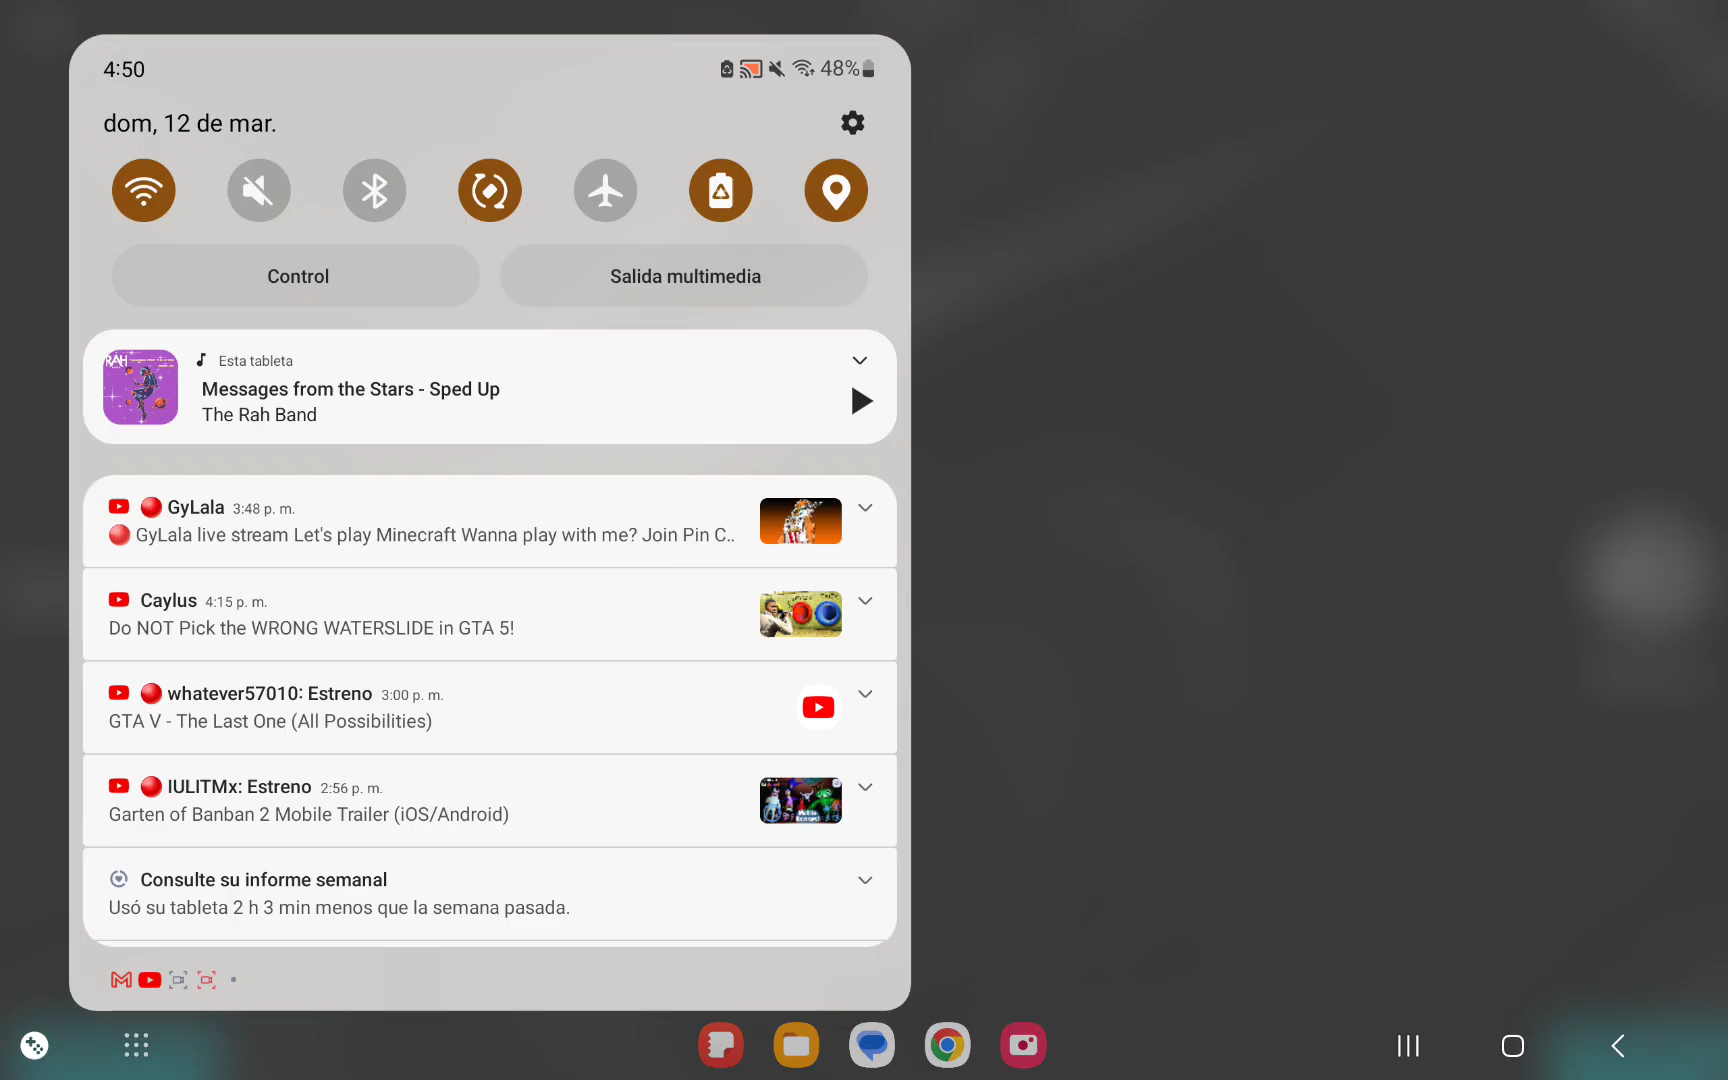 4:50
48%
dom, 12 de mar.
Control
Salida multimedia
RAH
Esta tableta
Messages from the Stars - Sped Up
The Rah Band
GyLala 3:48 p. m.
GyLala live stream Let's play Minecraft Wanna play with me? Join Pin C..
Caylus 4:15 p. m.
Do NOT Pick the WRONG WATERSLIDE in GTA 5!
whatever57010: Estreno 3:00 p. m.
GTA V - The Last One (All Possibilities)
IULITMx: Estreno 2:56 p. m.
Garten of Banban 2 Mobile Trailer (iOS/Android)
Consulte su informe semanal
Usó su tableta 2 h 3 min menos que la semana pasada.